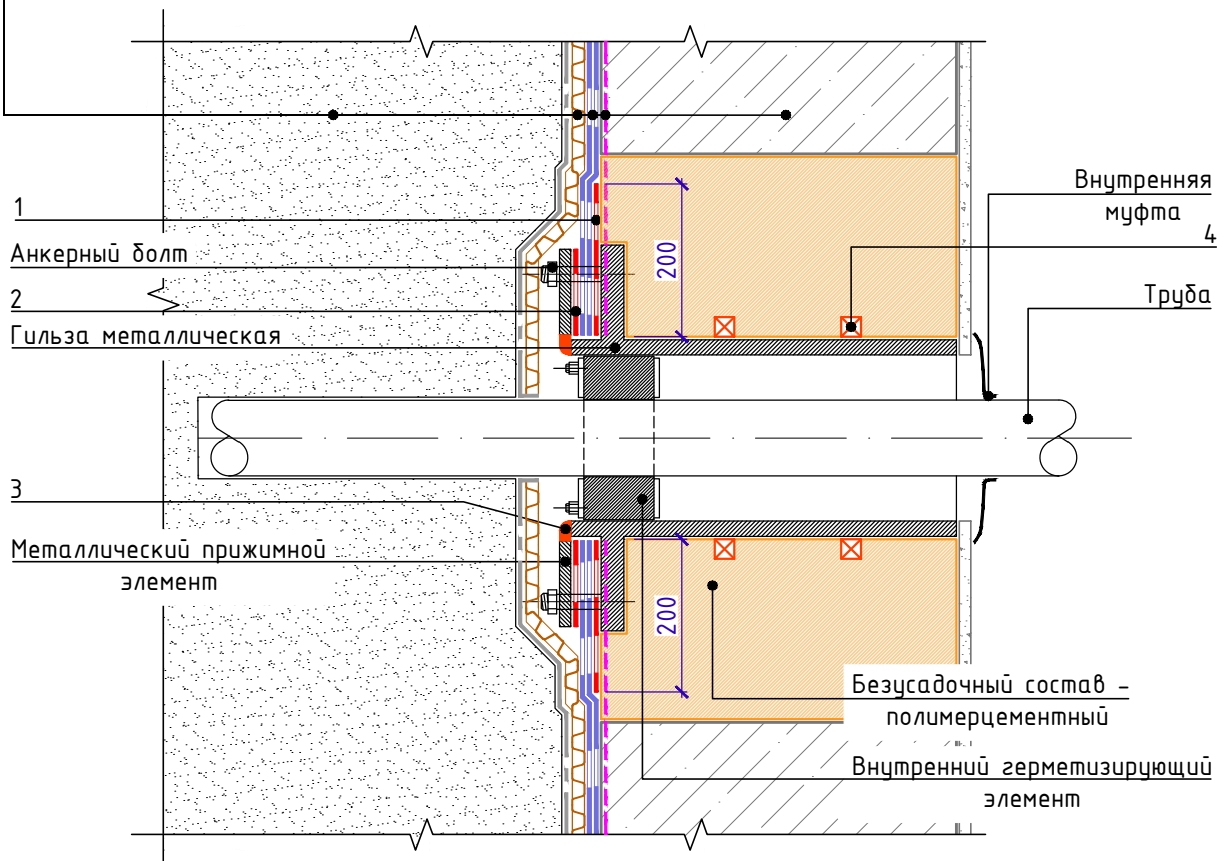 Внутренняя
муфта
1
4
Анкерный болт
200
2
Труба
Гильза металлическая
3
Металлический прижимной
элемент
200
Безусадочный состав –
полимерцементный
Внутренний герметизирующий
элемент